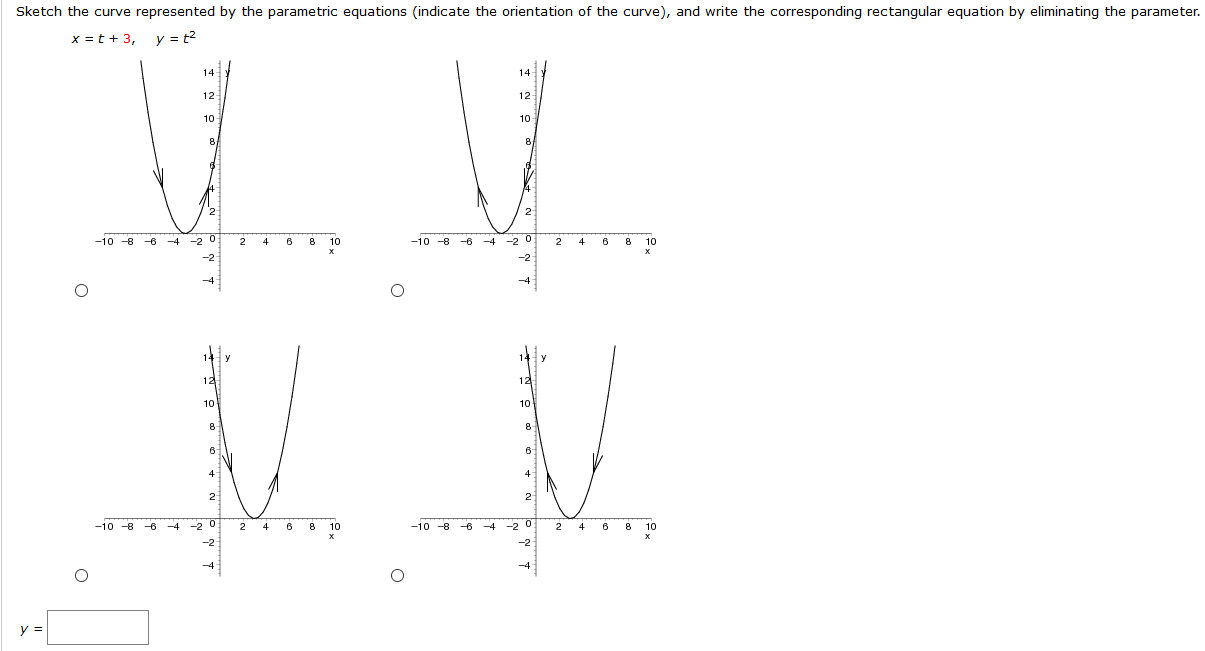 Sketch the curve represented by the parametric equations (indicate the orientation of the curve), and write the corresponding rectangular equation by eliminating the parameter.
x = t + 3, y = t²
14 y
12
10
8
6
4
2
−10 −8 −6 −4 −2 0 2 4 6 8 10
x
−2
−4
14 y
12
10
8
6
4
2
−10 −8 −6 −4 −2 0 2 4 6 8 10
x
−2
−4
14 y
12
10
8
6
4
2
−10 −8 −6 −4 −2 0 2 4 6 8 10
x
−2
−4
14 y
12
10
8
6
4
2
−10 −8 −6 −4 −2 0 2 4 6 8 10
x
−2
−4
y =